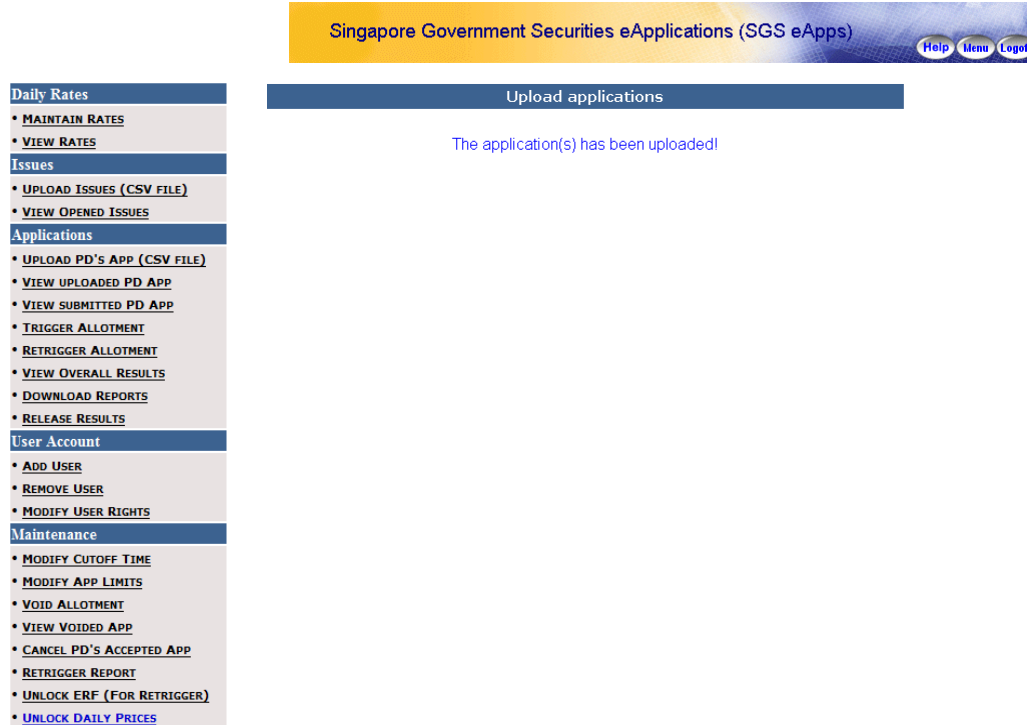 Singapore Government Securities eApplications (SGS eApps)
Help Menu Logof
Daily Rates
• MAINTAIN RATES
• VIEW RATES
Issues
• UPLOAD ISSUES (CSV FILE)
• VIEW OPENED ISSUES
Applications
• UPLOAD PD'S APP (CSV FILE)
• VIEW UPLOADED PD APP
• VIEW SUBMITTED PD APP
• TRIGGER ALLOTMENT
• RETRIGGER ALLOTMENT
• VIEW OVERALL RESULTS
• DOWNLOAD REPORTS
• RELEASE RESULTS
User Account
• ADD USER
• REMOVE USER
• MODIFY USER RIGHTS
Maintenance
• MODIFY CUTOFF TIME
• MODIFY APP LIMITS
• VOID ALLOTMENT
• VIEW VOIDED APP
• CANCEL PD'S ACCEPTED APP
• RETRIGGER REPORT
• UNLOCK ERF (FOR RETRIGGER)
• UNLOCK DAILY PRICES
Upload applications
The application(s) has been uploaded!